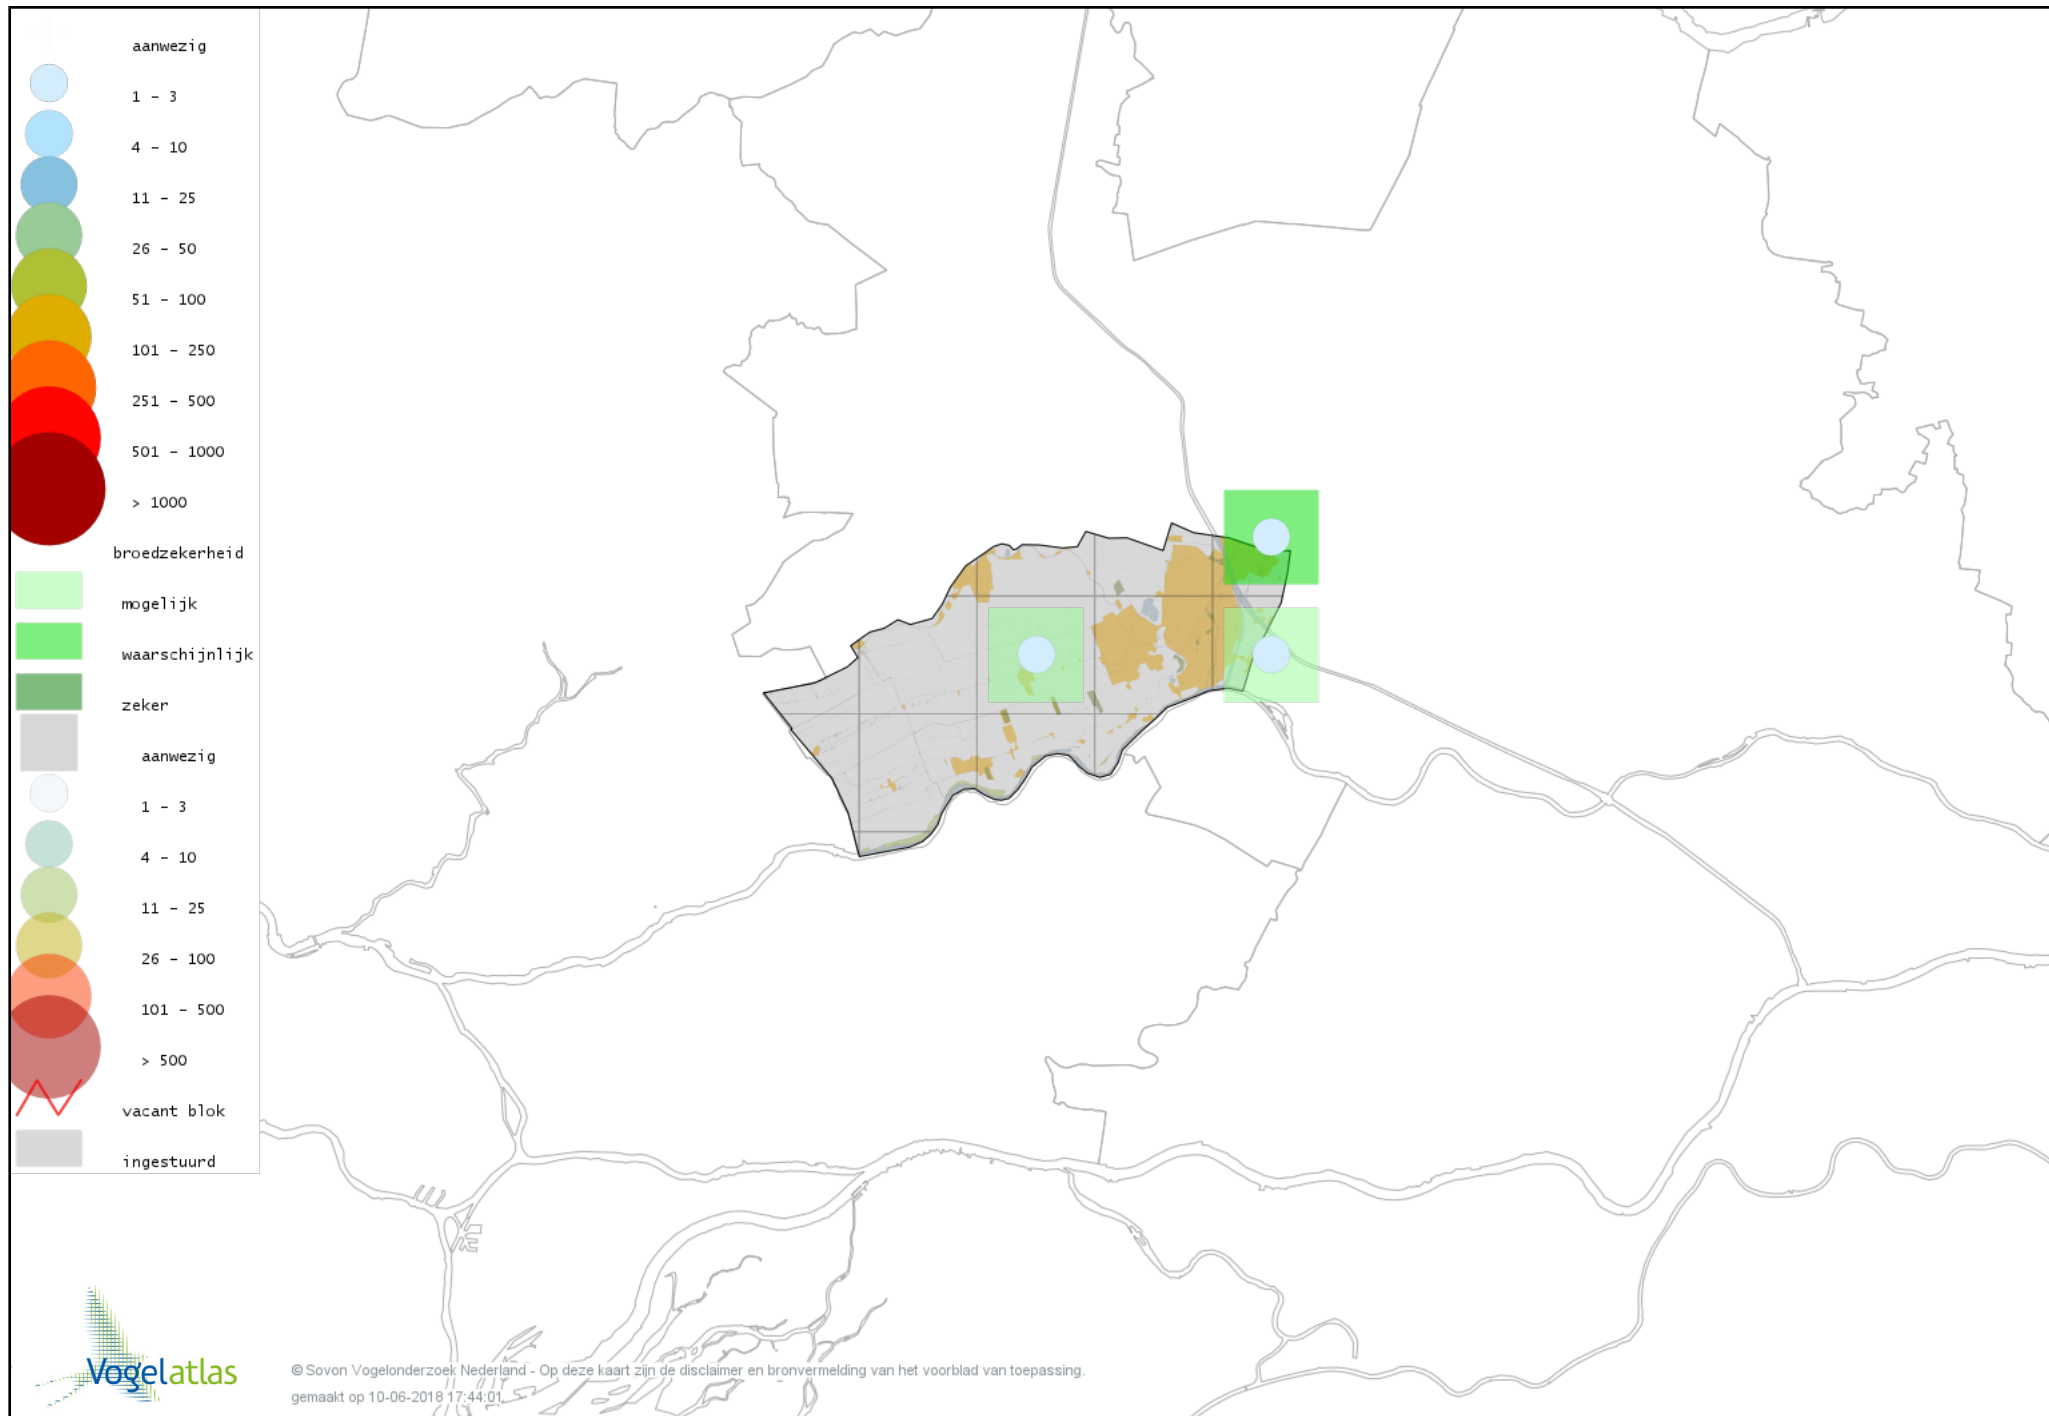 aanwezig
1 - 3
4 - 10
11 - 25
26 - 50
51 - 100
101 - 250
251 - 500
501 - 1000
> 1000
broedzekerheid
mogelijk
waarschijnlijk
zeker
aanwezig
1 - 3
4 - 10
11 - 25
26 - 100
101 - 500
> 500
vacant blok
ingestuurd
Vogelatlas
© Sovon Vogelonderzoek Nederland - Op deze kaart zijn de disclaimer en bronvermelding van het voorblad van toepassing.
gemaakt op 10-06-2018 17:44:01